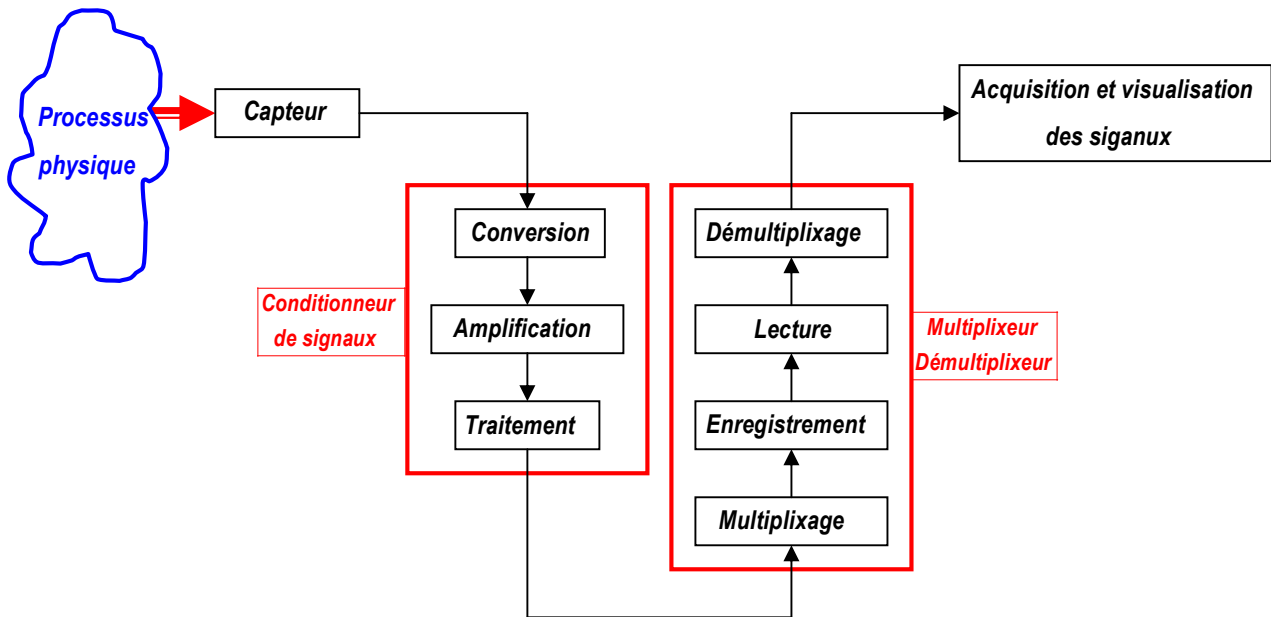 Processus
physique
Capteur
Conversion
Amplification
Traitement
Conditionneur
de signaux
Démultiplixage
Lecture
Enregistrement
Multiplixage
Multiplixeur
Démultiplixeur
Acquisition et visualisation
des siganux